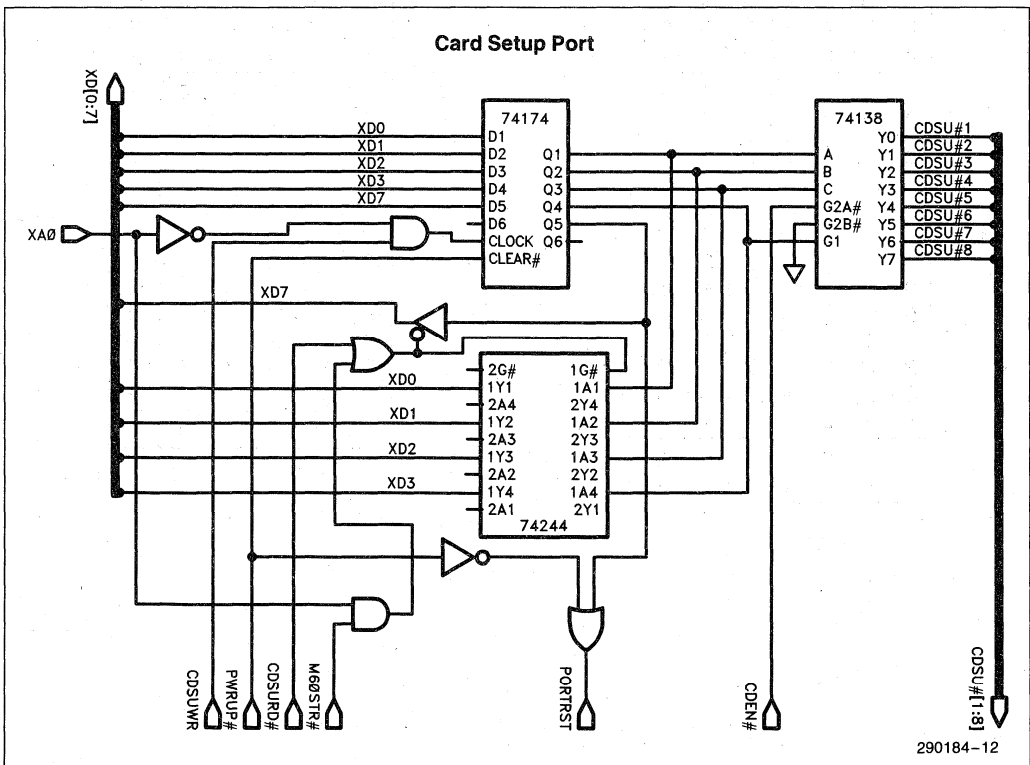 Card Setup Port
XD[0:7]
74174
74138
XD0
D1
Y0
CDSU#1
XD1
D2
Q1
A
Y1
CDSU#2
XD2
D3
Q2
B
Y2
CDSU#3
XD3
D4
Q3
C
Y3
CDSU#4
XD7
D5
Q4
G2A#
Y4
CDSU#5
D6
Q5
G2B#
Y5
CDSU#6
XAØ
CLOCK
Q6
G1
Y6
CDSU#7
CLEAR#
Y7
CDSU#8
XD7
2G#
1G#
XD0
1Y1
1A1
2A4
2Y4
XD1
1Y2
1A2
2A3
2Y3
XD2
1Y3
1A3
2A2
2Y2
XD3
1Y4
1A4
2A1
2Y1
74244
CDSUWR
PWRUP#
CDSURD#
M6ØSTR#
PORTRST
CDEN#
CDSU#[1:8]
290184-12